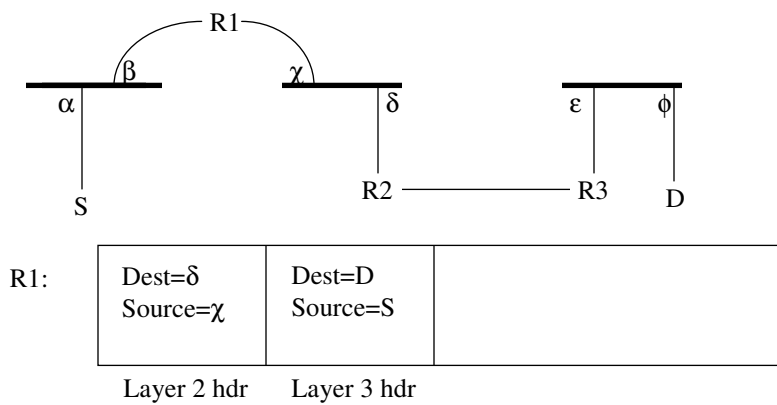 R1
β χ
α δ ε ϕ
S R2 R3 D
R1:
Dest=δ Dest=D
Source=χ Source=S
Layer 2 hdr Layer 3 hdr